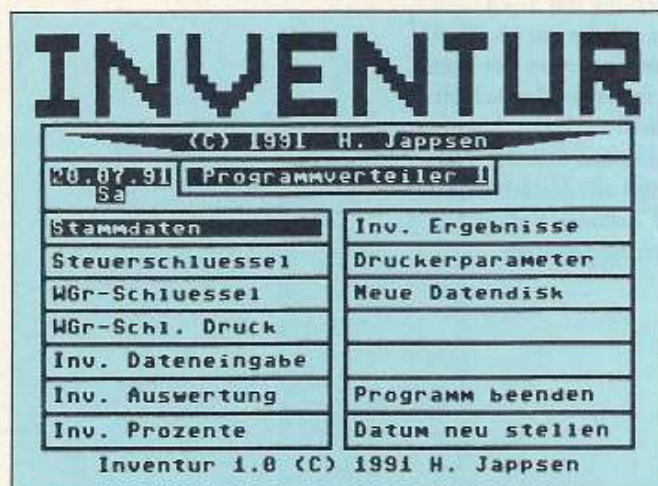 INVENTUR
(C) 1991 H. Jappsen
20.07.91 Programmverteiler 1
Sa
Stammdaten Inv. Ergebnisse
Steuerschluessel Druckerparameter
WGr-Schluessel Neue Datendisk
WGr-Schl. Druck
Inv. Dateneingabe
Inv. Auswertung Programm beenden
Inv. Prozente Datum neu stellen
Inventur 1.0 (C) 1991 H. Jappsen